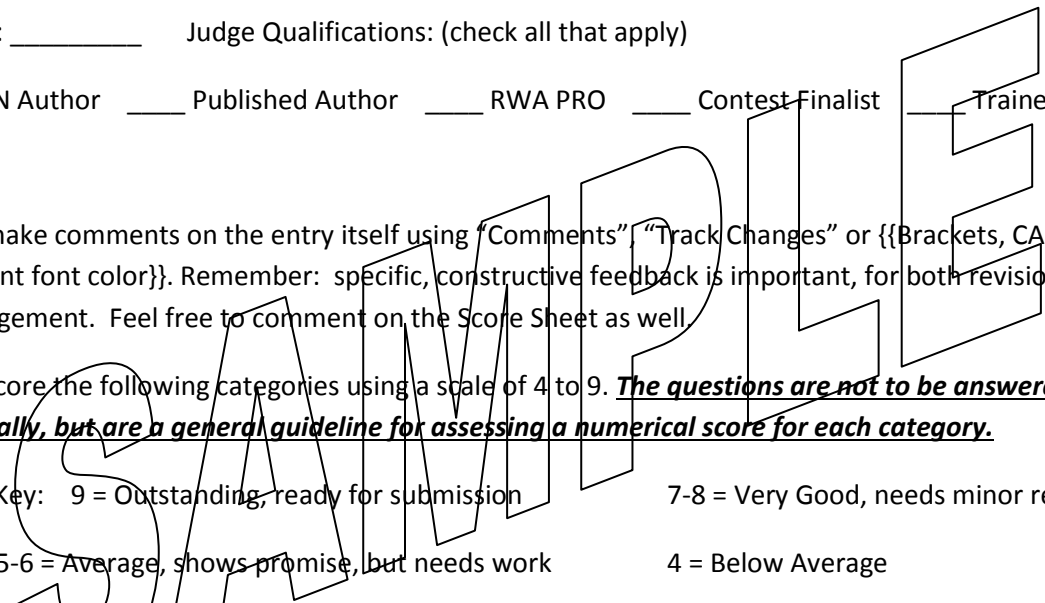 : _________ Judge Qualifications: (check all that apply)
N Author ____ Published Author ____ RWA PRO ____ Contest Finalist ____ Traine
make comments on the entry itself using “Comments”, “Track Changes” or {{Brackets, CA
nt font color}}. Remember: specific, constructive feedback is important, for both revisio
gement. Feel free to comment on the Score Sheet as well.
core the following categories using a scale of 4 to 9. The questions are not to be answer
ally, but are a general guideline for assessing a numerical score for each category.
Key: 9 = Outstanding, ready for submission 7-8 = Very Good, needs minor re
5-6 = Average, shows promise, but needs work 4 = Below Average
SAMPLE